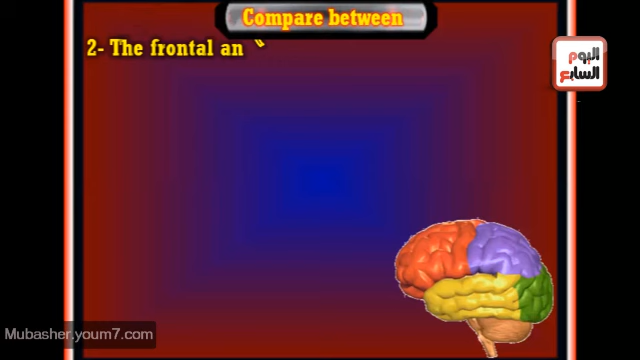 Compare between
2- The frontal an
اليوم
السابع
Mubasher.youm7.com